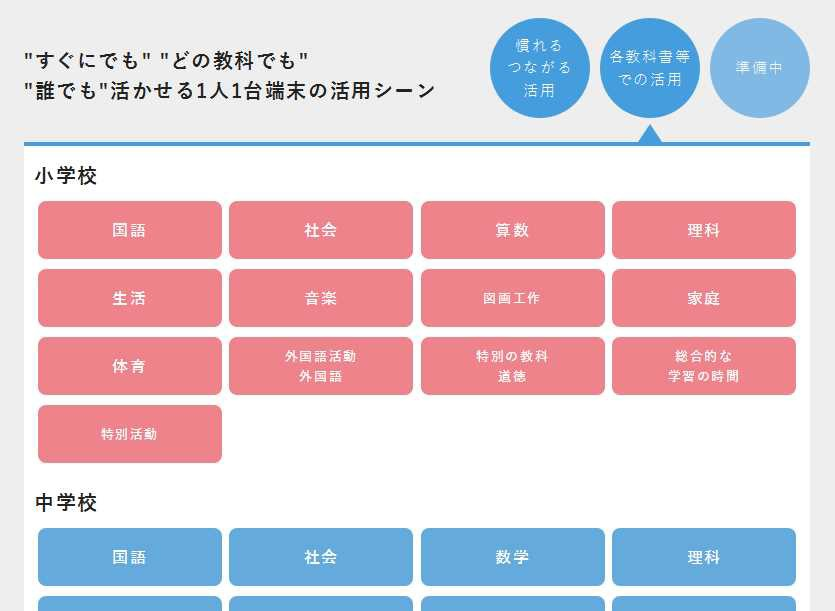 "すぐにでも" "どの教科でも"
"誰でも"活かせる1人1台端末の活用シーン
慣れる
つながる
活用
各教科書等
での活用
準備中
小学校
国語
社会
算数
理科
生活
音楽
図画工作
家庭
体育
外国語活動
外国語
特別の教科
道徳
総合的な
学習の時間
特別活動
中学校
国語
社会
数学
理科